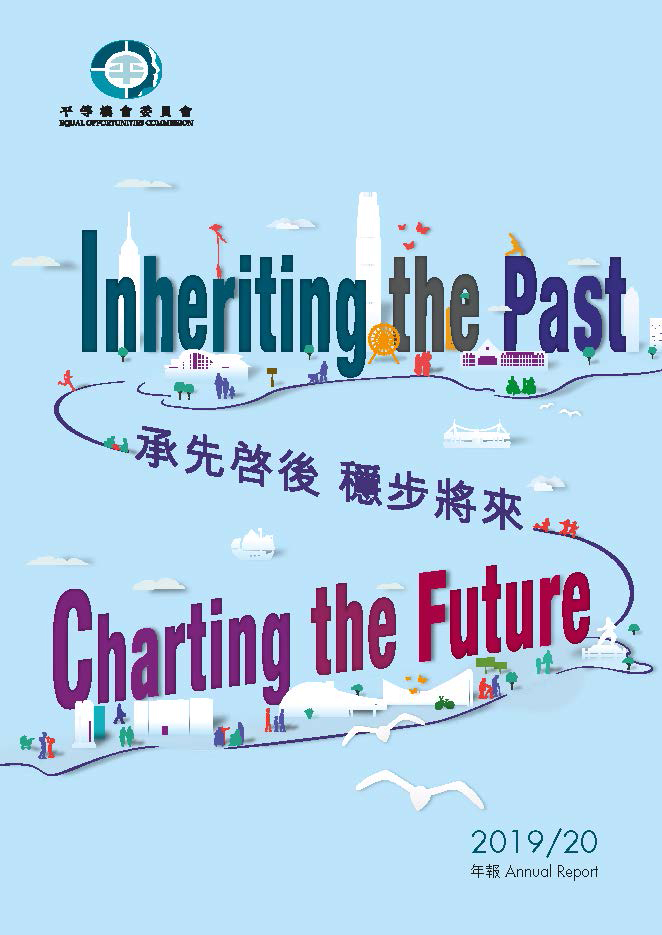 平等機會委員會
EQUAL OPPORTUNITIES COMMISSION
Inheriting the Past
承先啓後 穩步將來
Charting the Future
2019/20
年報 Annual Report